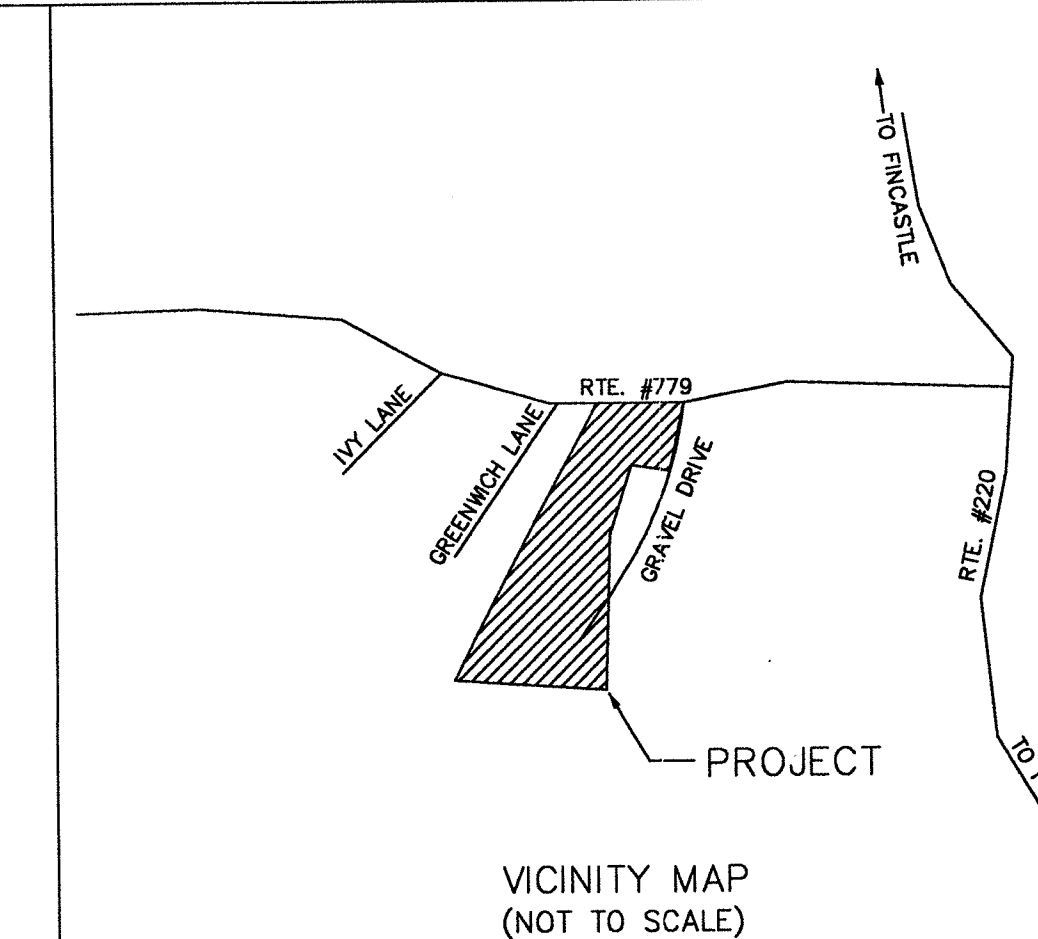 TO FINCASTLE
RTE. #779
IVY LANE
GREENWICH LANE
GRAVEL DRIVE
RTE. #220
TO
PROJECT
VICINITY MAP
(NOT TO SCALE)